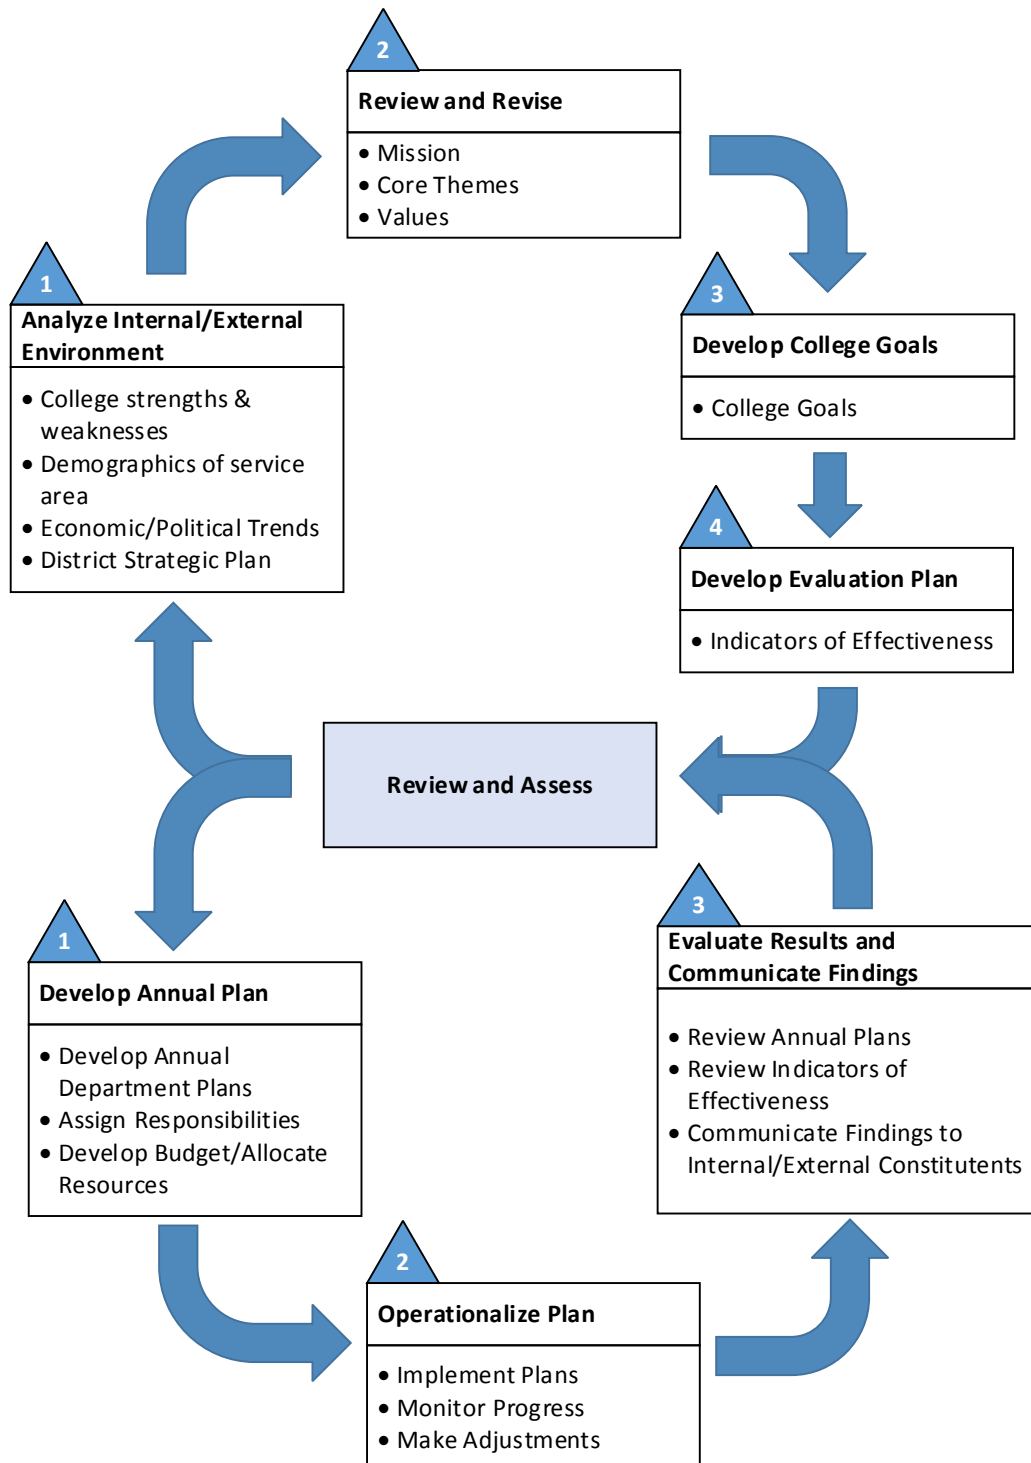 2
Review and Revise
• Mission
• Core Themes
• Values
1
Analyze Internal/External
Environment
• College strengths &
weaknesses
• Demographics of service
area
• Economic/Political Trends
• District Strategic Plan
3
Develop College Goals
• College Goals
4
Develop Evaluation Plan
• Indicators of Effectiveness
Review and Assess
1
Develop Annual Plan
• Develop Annual
Department Plans
• Assign Responsibilities
• Develop Budget/Allocate
Resources
2
Operationalize Plan
• Implement Plans
• Monitor Progress
• Make Adjustments
3
Evaluate Results and
Communicate Findings
• Review Annual Plans
• Review Indicators of
Effectiveness
• Communicate Findings to
Internal/External Constitutents